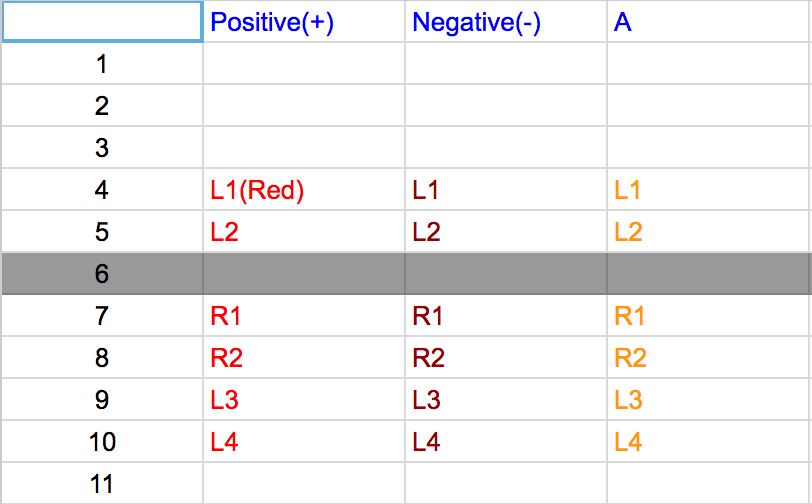 Positive(+) Negative(-) A
1
2
3
4 L1(Red) L1 L1
5 L2 L2 L2
6
7 R1 R1 R1
8 R2 R2 R2
9 L3 L3 L3
10 L4 L4 L4
11